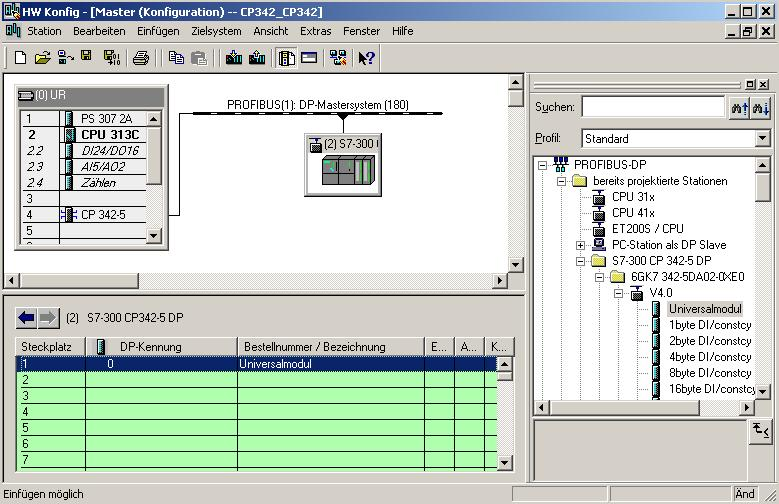 HW Konfig - [Master (Konfiguration) -- CP342_CP342]
Station Bearbeiten Einfügen Zielsystem Ansicht Extras Fenster Hilfe
(0) UR
1 PS 307 2A
2 CPU 313C
2.2 DI24/DO16
2.3 AI5/AO2
2.4 Zählen
3
4 CP 342-5
5
PROFIBUS(1): DP-Mastersystem (180)
(2) S7-300
Suchen:
Profil: Standard
PROFIBUS-DP
bereits projektierte Stationen
CPU 31x
CPU 41x
ET200S / CPU
PC-Station als DP Slave
S7-300 CP 342-5 DP
6GK7 342-5DA02-0XE0
V4.0
Universalmodul
1byte DI/constcy
2byte DI/constcy
4byte DI/constcy
8byte DI/constcy
16byte DI/constcy
(2) S7-300 CP342-5 DP
Steckplatz DP-Kennung Bestellnummer / Bezeichnung E... A... K...
1 0 Universalmodul
2
3
4
5
6
7
Einfügen möglich
Änd